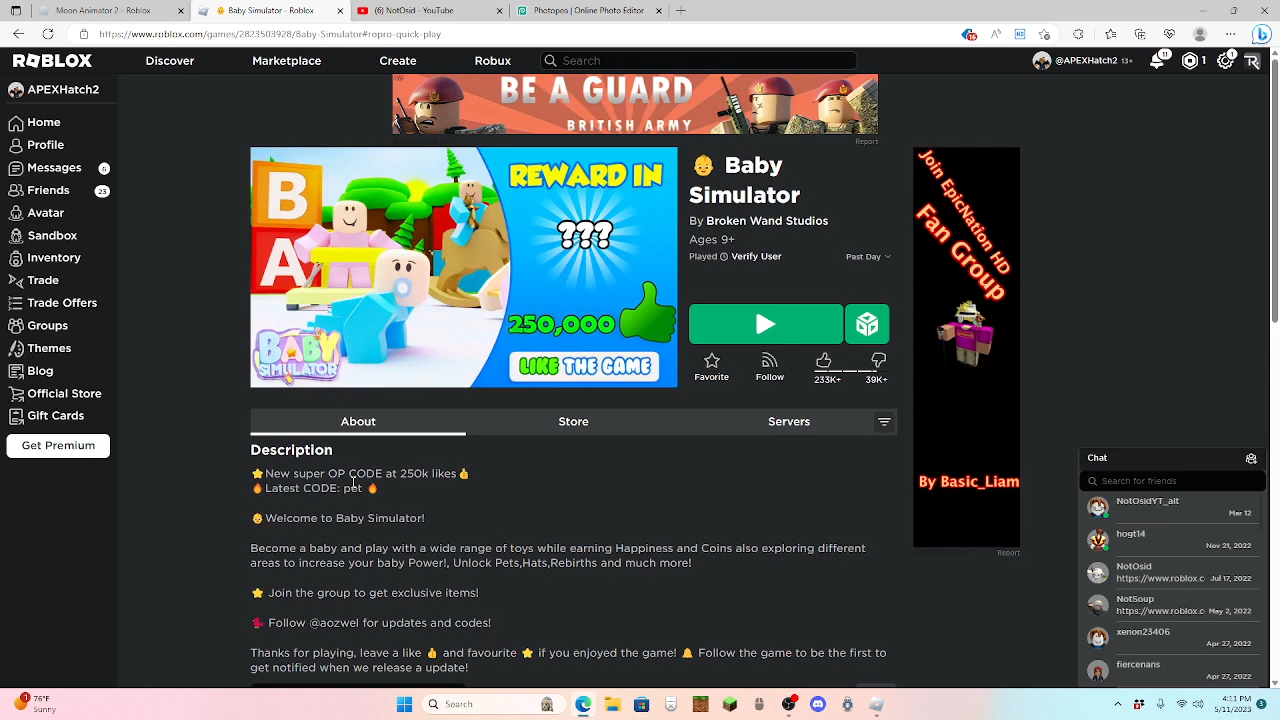 Moon Animator 2 - Roblox
Baby Simulator - Roblox
NotOsid - YouTube
Photopea | Online Editor
https://www.roblox.com/games/2823503928/Baby-Simulator#ropro-quick-play
16
ROBLOX
Discover
Marketplace
Create
Robux
Search
@APEXHatch2 13+
11
1
1
APEXHatch2
Home
Profile
Messages 6
Friends 23
Avatar
Sandbox
Inventory
Trade
Trade Offers
Groups
Themes
Blog
Official Store
Gift Cards
Get Premium
BE A GUARD
BRITISH ARMY
Report
B
A
BABY
SIMULATOR
REWARD IN
???
250,000
LIKE THE GAME
👶 Baby
Simulator
By Broken Wand Studios
Ages 9+
Played Verify User
Past Day
Favorite
Follow
233K+
39K+
About
Store
Servers
Description
⭐New super OP CODE at 250k likes👍
🔥Latest CODE: pet 🔥
👶Welcome to Baby Simulator!
Become a baby and play with a wide range of toys while earning Happiness and Coins also exploring different
areas to increase your Power!, Unlock Pets,Hats,Rebirths and much more!
⭐ Join the group to get exclusive items!
🐦 Follow @aozwel for updates and codes!
Thanks for playing, leave a like 👍 and favourite ⭐ if you enjoyed the game! 🔔 Follow the game to be the first to
get notified when we release a update!
Join EpicNation HD
Fan Group
By Basic_Liam
Report
Chat
Search for friends
NotOsidYT_alt
Mar 12
hogt14
Nov 21, 2022
NotOsid
https://www.roblox.c Jul 17, 2022
NotSoup
https://www.roblox.c May 2, 2022
xenon23406
Apr 27, 2022
fiercenans
Apr 27, 2022
1
76°F
Sunny
Search
4:11 PM
5/11/2023